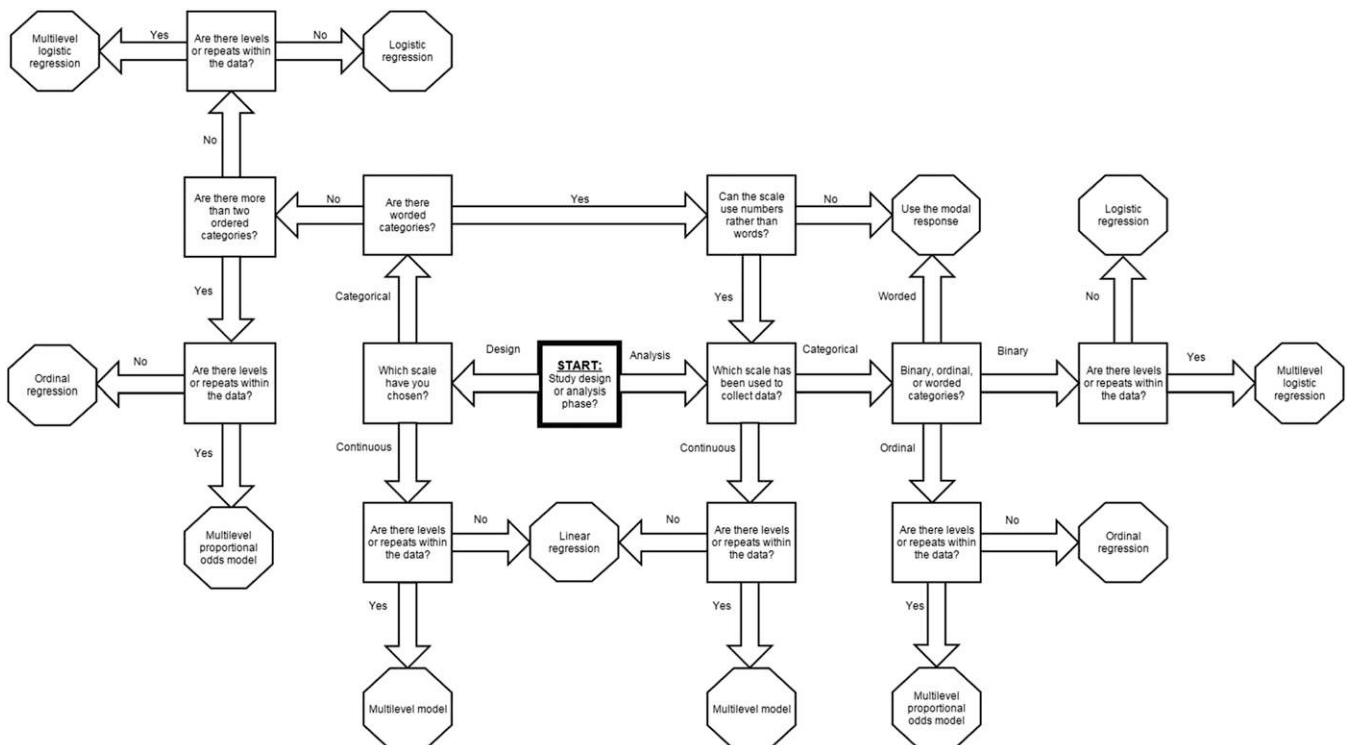 Multilevel
logistic
regression
Yes
Are there levels
or repeats within
the data?
No
Logistic
regression
No
Are there more
than two
ordered
categories?
No
Are there
worded
categories?
Yes
Can the scale
use numbers
rather than
words?
No
Use the modal
response
Logistic
regression
Yes
Categorical
Yes
Worded
No
Ordinal
regression
No
Are there levels
or repeats within
the data?
Which scale
have you
chosen?
Design
START:
Study design
or analysis
phase?
Analysis
Which scale has
been used to
collect data?
Categorical
Binary, ordinal,
or worded
categories?
Binary
Are there levels
or repeats within
the data?
Yes
Multilevel
logistic
regression
Yes
Continuous
Continuous
Ordinal
Multilevel
proportional
odds model
Are there levels
or repeats within
the data?
No
Linear
regression
No
Are there levels
or repeats within
the data?
Are there levels
or repeats within
the data?
No
Ordinal
regression
Yes
Yes
Yes
Multilevel model
Multilevel model
Multilevel
proportional
odds model